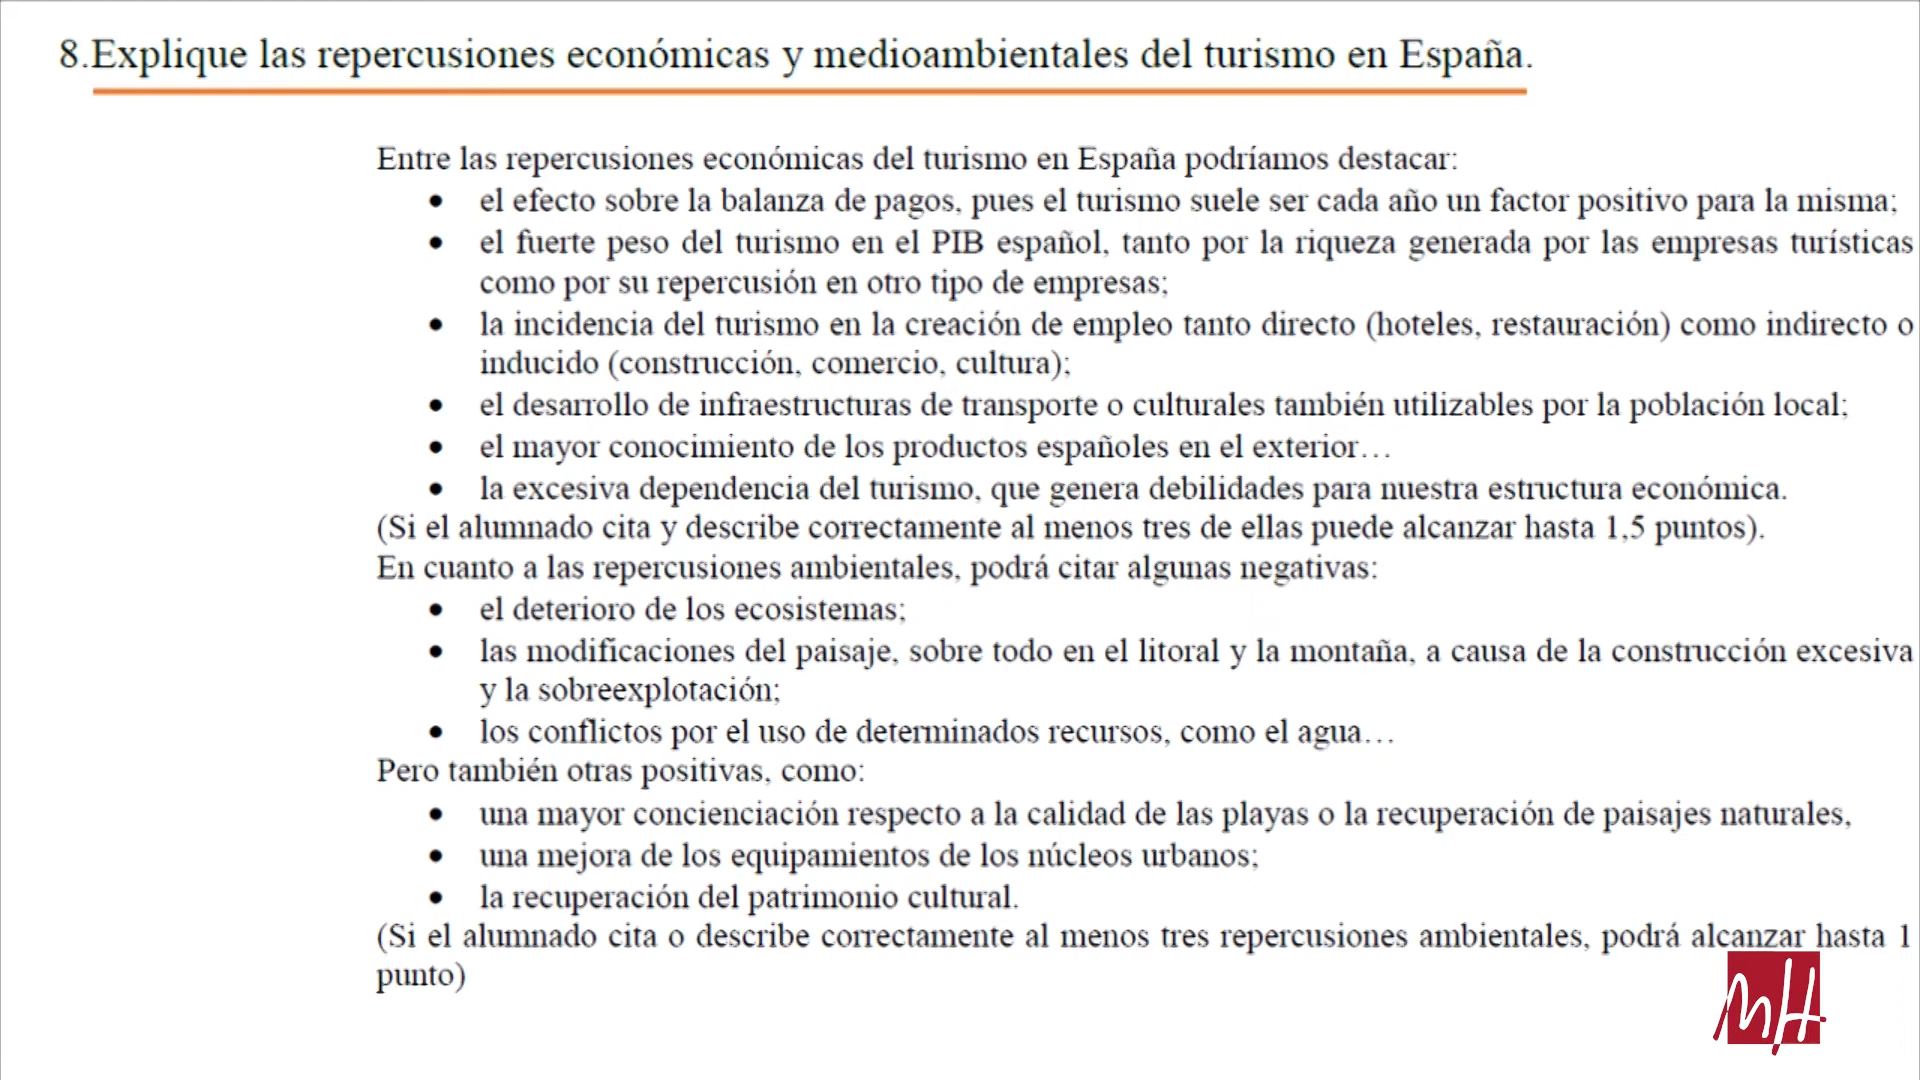 8.Explique las repercusiones económicas y medioambientales del turismo en España.
Entre las repercusiones económicas del turismo en España podríamos destacar:
• el efecto sobre la balanza de pagos, pues el turismo suele ser cada año un factor positivo para la misma;
• el fuerte peso del turismo en el PIB español, tanto por la riqueza generada por las empresas turísticas
como por su repercusión en otro tipo de empresas;
• la incidencia del turismo en la creación de empleo tanto directo (hoteles, restauración) como indirecto o
inducido (construcción, comercio, cultura);
• el desarrollo de infraestructuras de transporte o culturales también utilizables por la población local;
• el mayor conocimiento de los productos españoles en el exterior…
• la excesiva dependencia del turismo, que genera debilidades para nuestra estructura económica.
(Si el alumnado cita y describe correctamente al menos tres de ellas puede alcanzar hasta 1,5 puntos).
En cuanto a las repercusiones ambientales, podrá citar algunas negativas:
• el deterioro de los ecosistemas;
• las modificaciones del paisaje, sobre todo en el litoral y la montaña, a causa de la construcción excesiva
y la sobreexplotación;
• los conflictos por el uso de determinados recursos, como el agua…
Pero también otras positivas, como:
• una mayor concienciación respecto a la calidad de las playas o la recuperación de paisajes naturales,
• una mejora de los equipamientos de los núcleos urbanos;
• la recuperación del patrimonio cultural.
(Si el alumnado cita o describe correctamente al menos tres repercusiones ambientales, podrá alcanzar hasta 1
punto)
MH